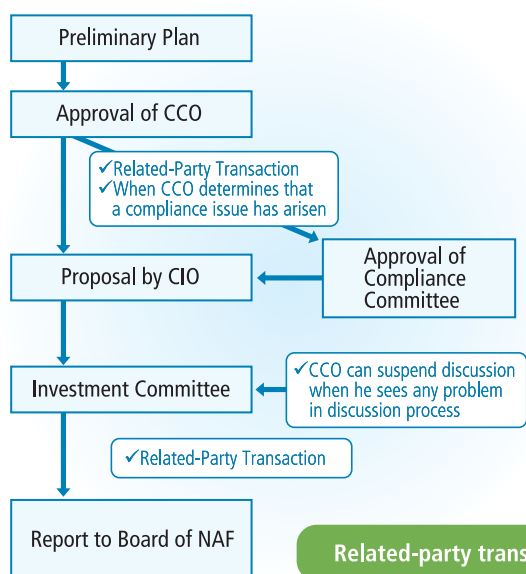 Preliminary Plan
Approval of CCO
✓Related-Party Transaction
✓When CCO determines that
a compliance issue has arisen
Approval of
Compliance
Committee
Proposal by CIO
Investment Committee
✓CCO can suspend discussion
when he sees any problem
in discussion process
✓Related-Party Transaction
Report to Board of NAF
Related-party trans